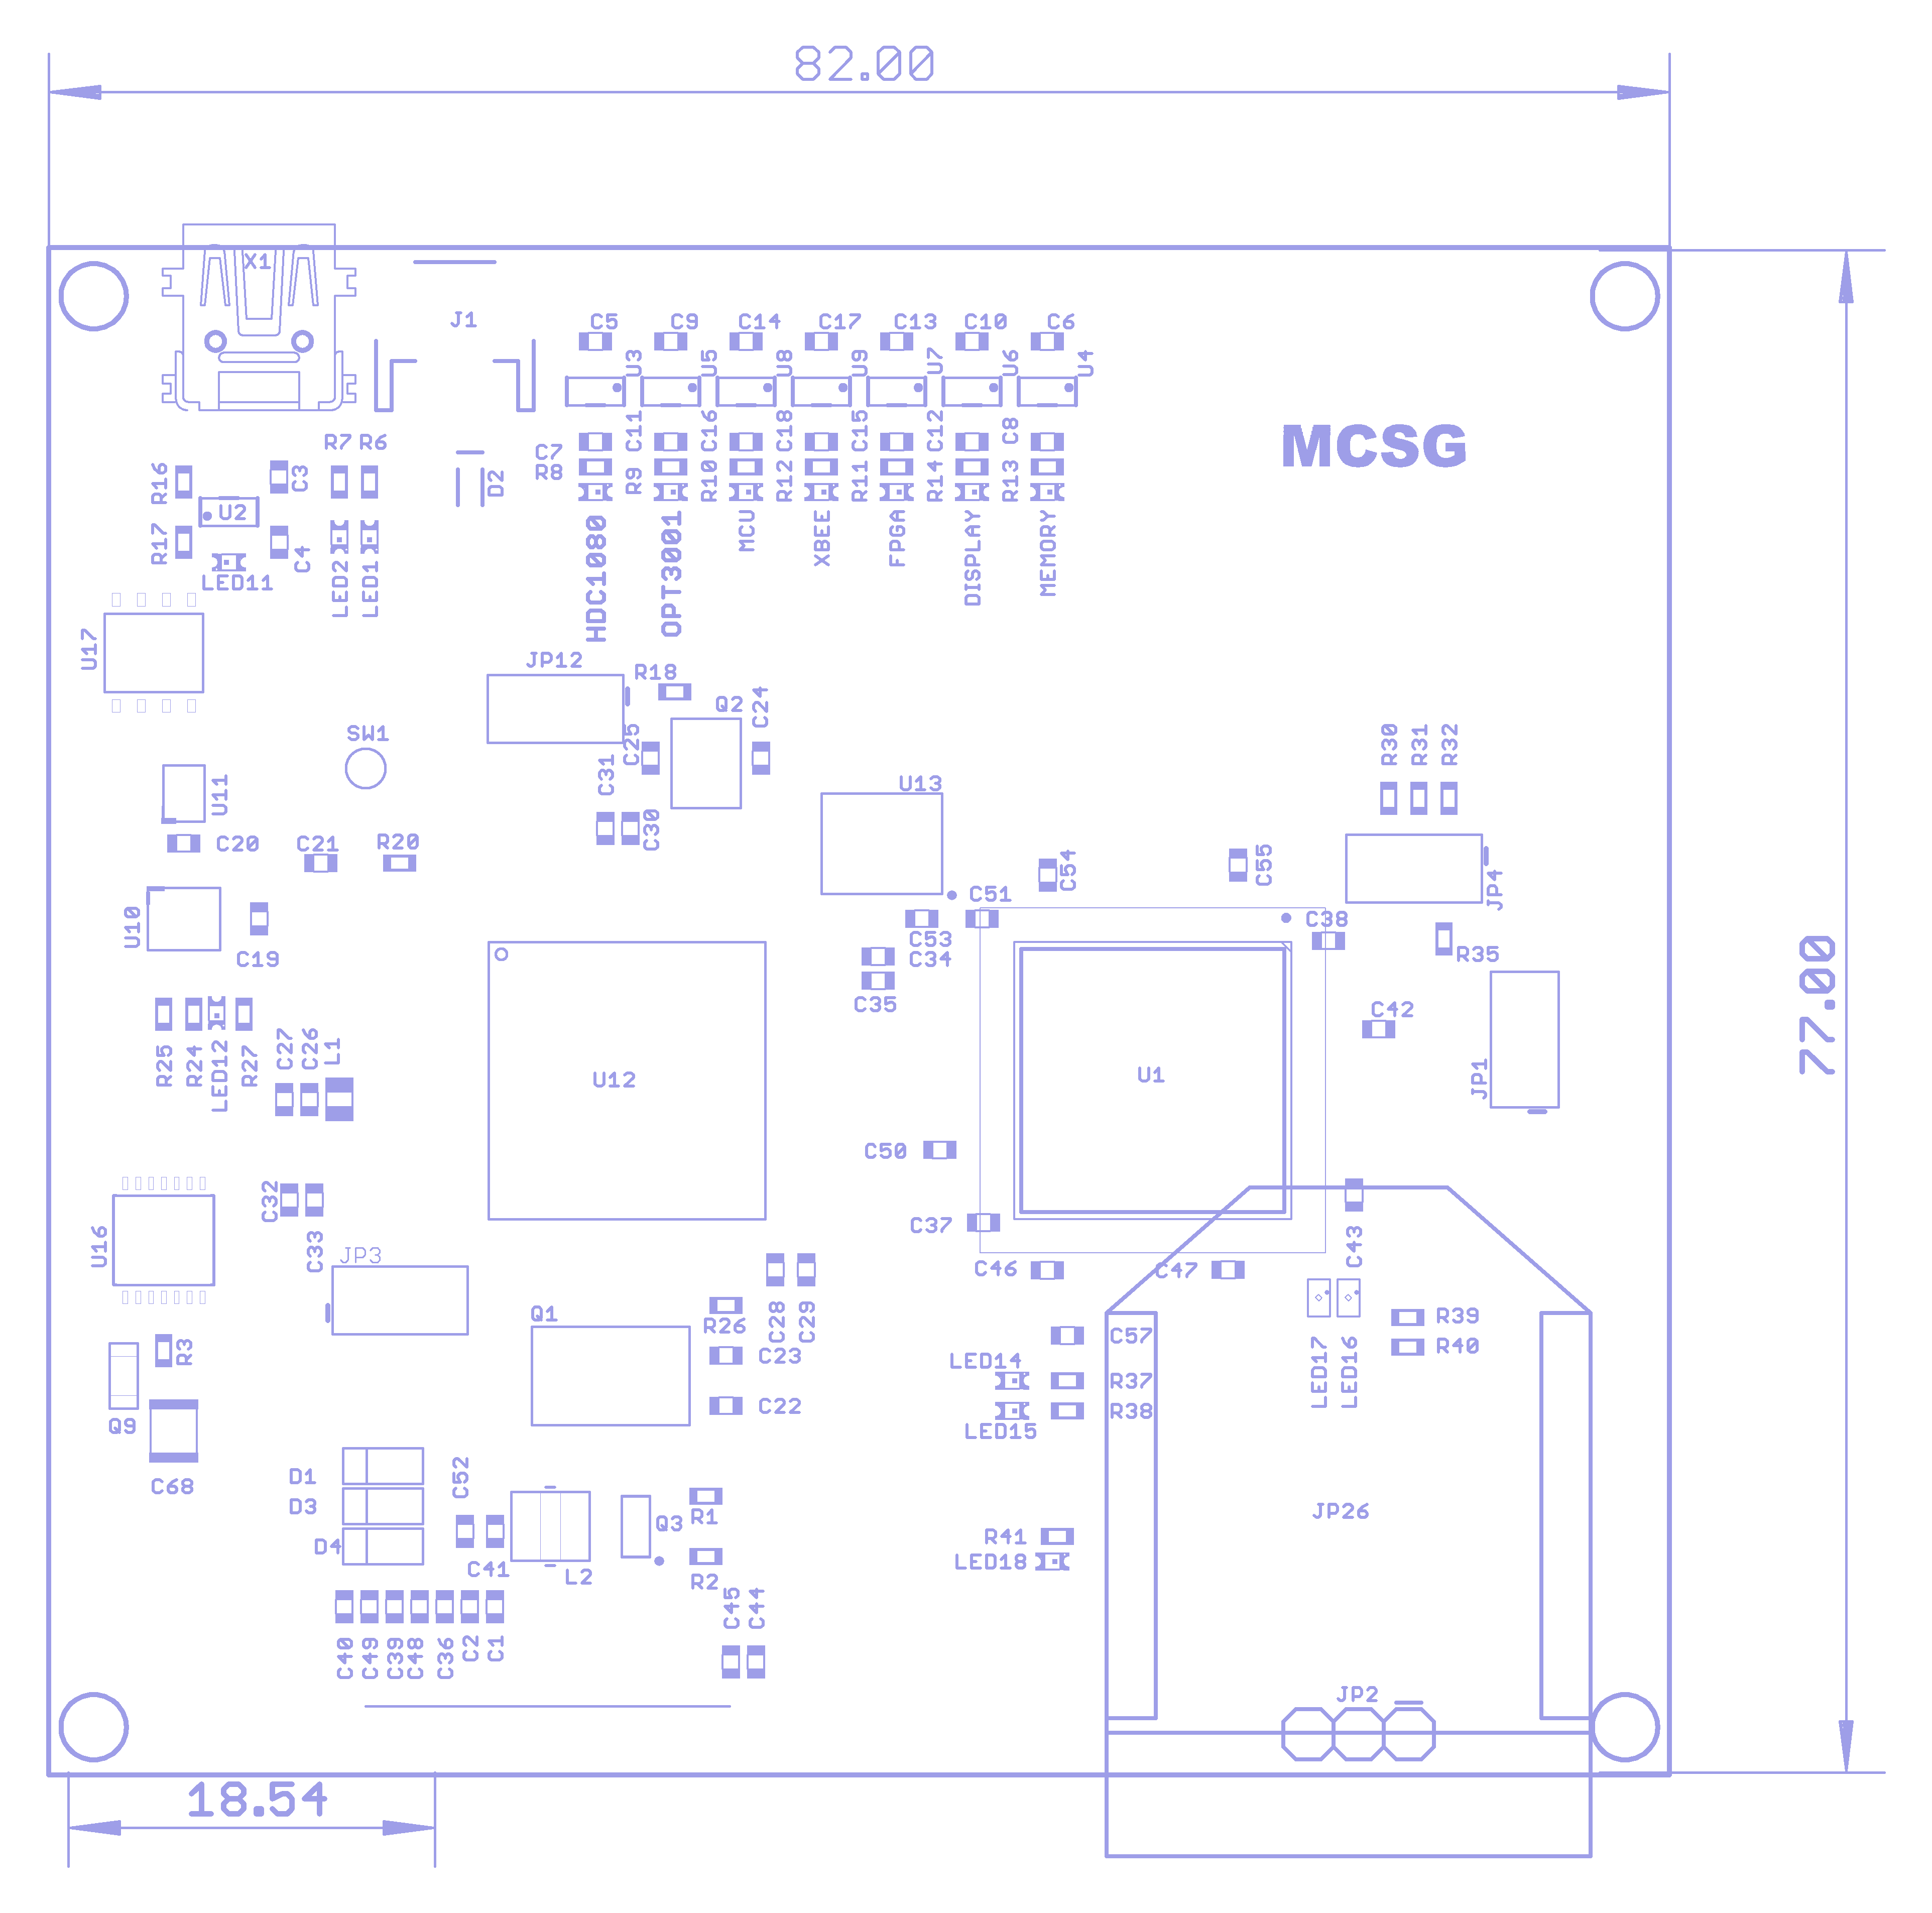 82.00
X1
J1
C5 C9 C14 C17 C13 C10 C6
U3 U5 U8 U9 U7 U6 U4
C7 C11 C16 C18 C15 C12 C8
R8 R9 R10 R12 R11 R14 R13
MCSG
R7 R6
R16 C3 D2
U2
R17 C4
LED11 LED2 LED1
HDC1080 OPT3001 MCU XBEE FPGA DISPLAY MEMORY
U17
JP12 R18
Q2 C24
SW1 C25
R30 R31 R32
U11 C31 U13
C20 C21 R20 C30
C54 C55
JP4
C51
U10 C38
C19 C53 R35
C34
C35 C42
77.00
R25 R24 LED12 R27 C27 C26 L1
U12 U1 JP1
C50
C32 C37
U16 C33 JP3 C43
C46 C47
Q1 R26 C28 C29
R39
C57
R3 C23 LED14 LED17 LED16 R40
R37
C22 R38
Q9 LED15
C68 D1 C52
D3 Q3 R1 JP26
D4 R41
C41 L2 R2 LED18
C45 C44
C40 C49 C39 C48 C36 C2 C1
JP2
18.54